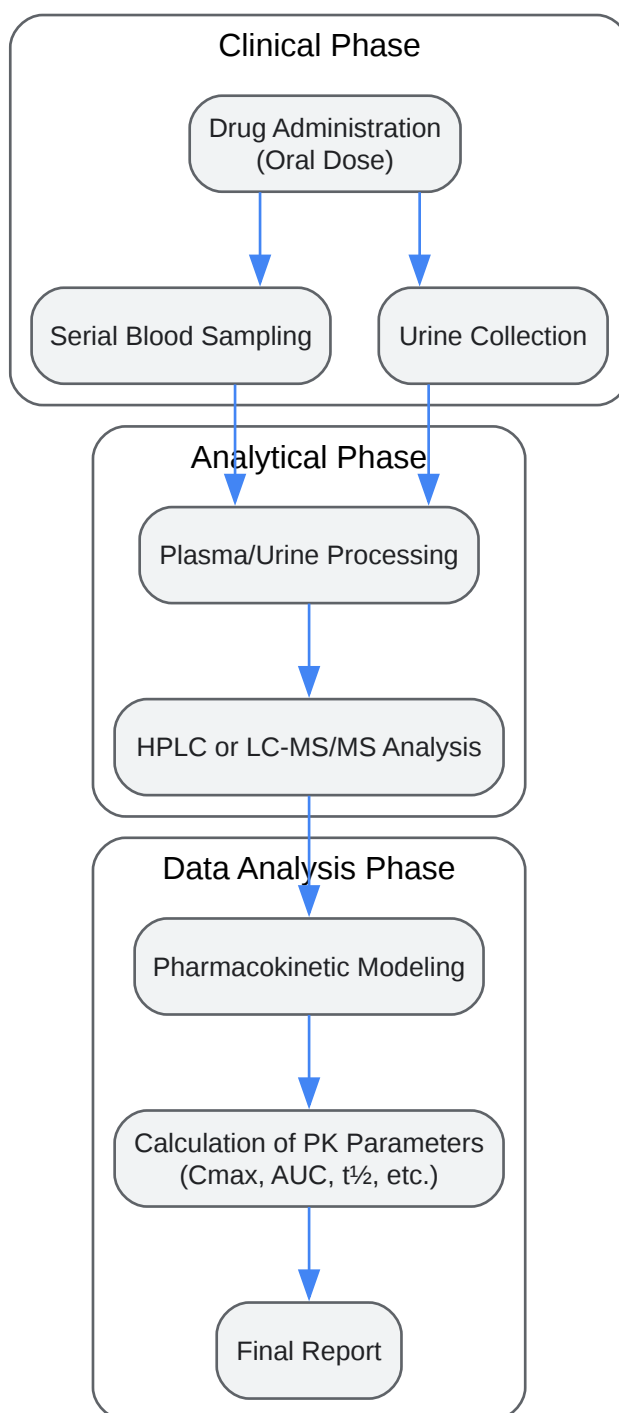 Clinical Phase
Drug Administration
(Oral Dose)
Serial Blood Sampling
Urine Collection
Analytical Phase
Plasma/Urine Processing
HPLC or LC-MS/MS Analysis
Data Analysis Phase
Pharmacokinetic Modeling
Calculation of PK Parameters
(Cmax, AUC, t½, etc.)
Final Report